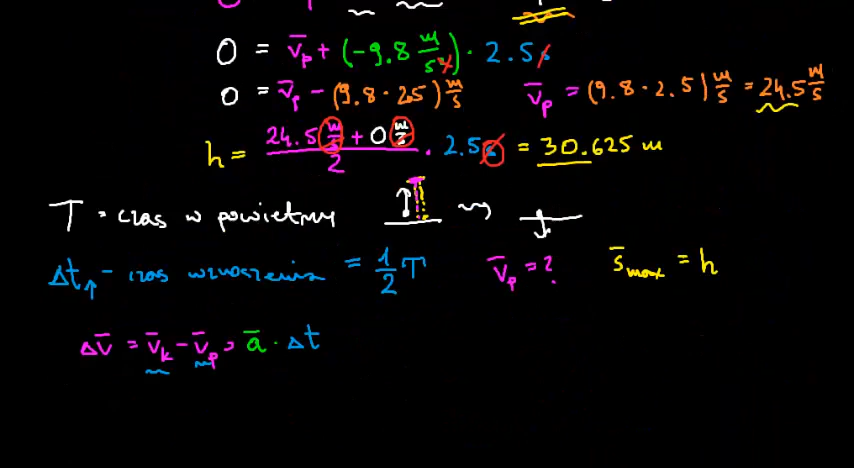 0 = v̄ₚ + (-9.8 m/s²) · 2.5 s
0 = v̄ₚ - (9.8 · 2.5) m/s
v̄ₚ = (9.8 · 2.5) m/s = 24.5 m/s
h = (24.5 m/s + 0 m/s)/2 · 2.5 s = 30.625 m
T = czas w powietrzu
Δt↑ - czas wznoszenia = 1/2 T
v̄ₚ = ?
s̄max = h
Δv̄ = v̄ₖ - v̄ₚ = ā · Δt